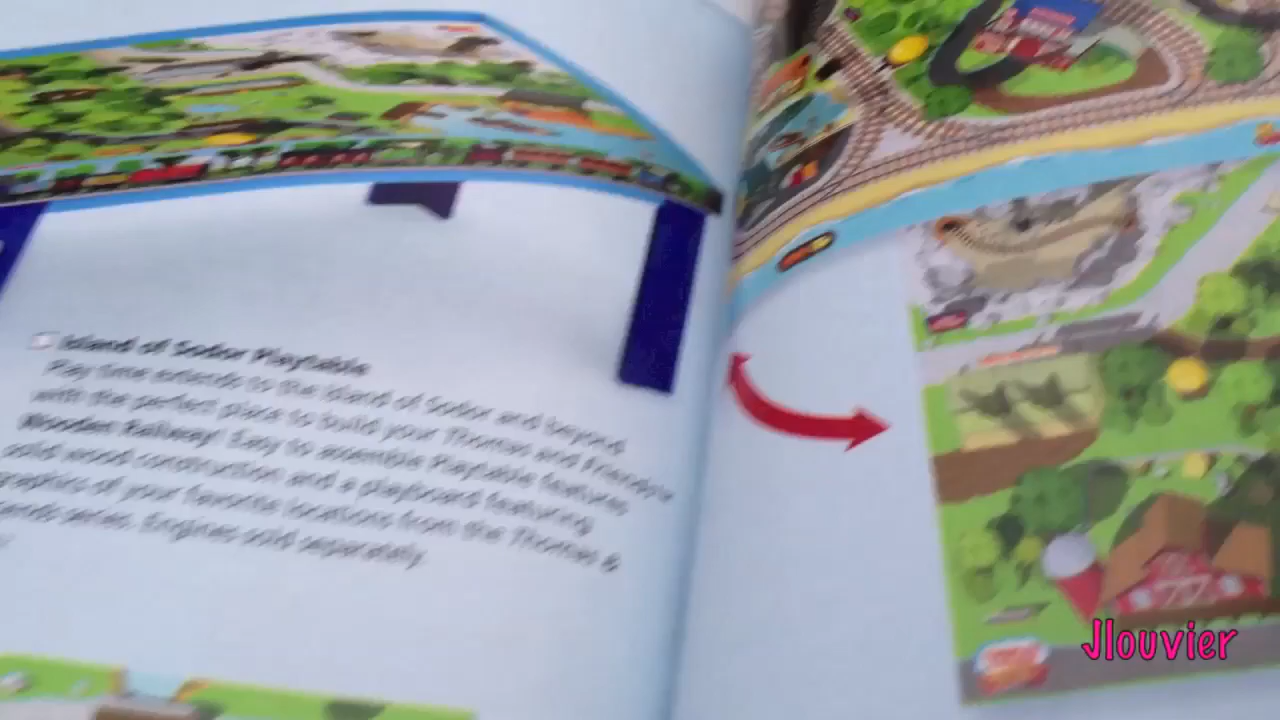 Island of Sodor Playtable
Play time extends to the Island of Sodor and beyond
with the perfect place to build your Thomas and Friends™
Wooden Railway! Easy to assemble Playtable features
solid wood construction and a playboard featuring
graphics of your favorite locations from the Thomas &
series. Engines sold separately.
Jlouvier